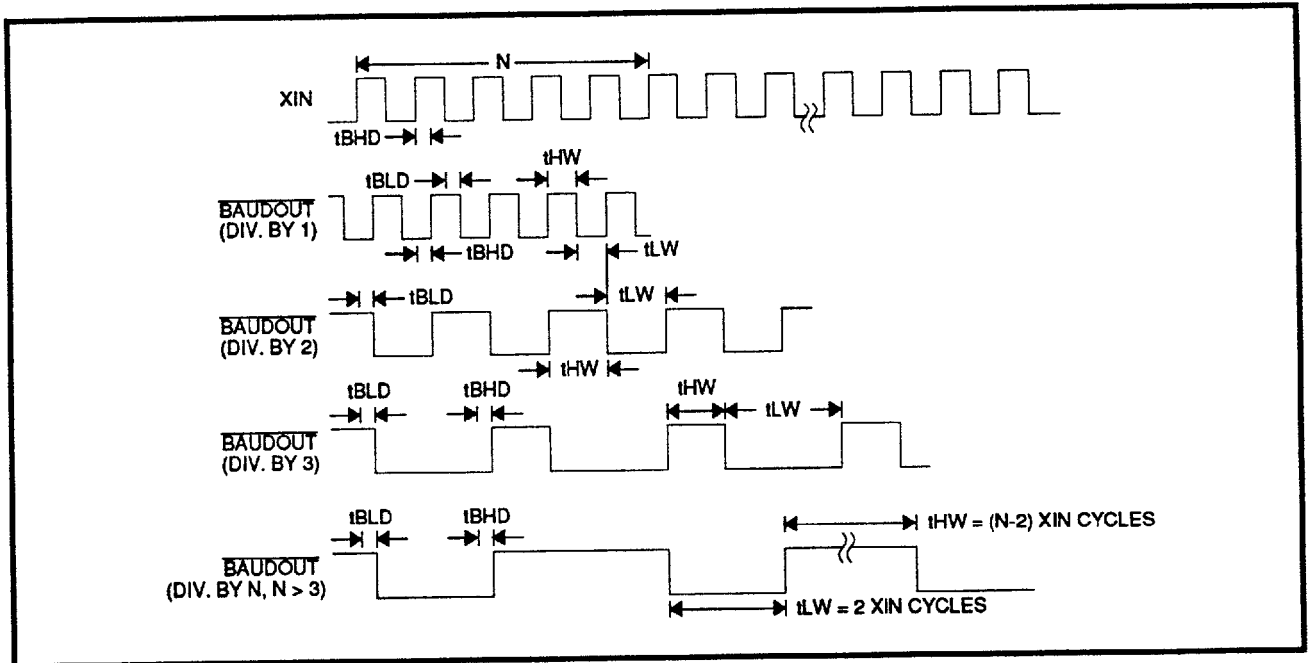 N
XIN
tBHD
tHW
tBLD
BAUDOUT
(DIV. BY 1)
tBHD
tLW
tBLD
tLW
BAUDOUT
(DIV. BY 2)
tHW
tBLD
tBHD
tHW
tLW
BAUDOUT
(DIV. BY 3)
tBLD
tBHD
tHW = (N-2) XIN CYCLES
BAUDOUT
(DIV. BY N, N > 3)
tLW = 2 XIN CYCLES